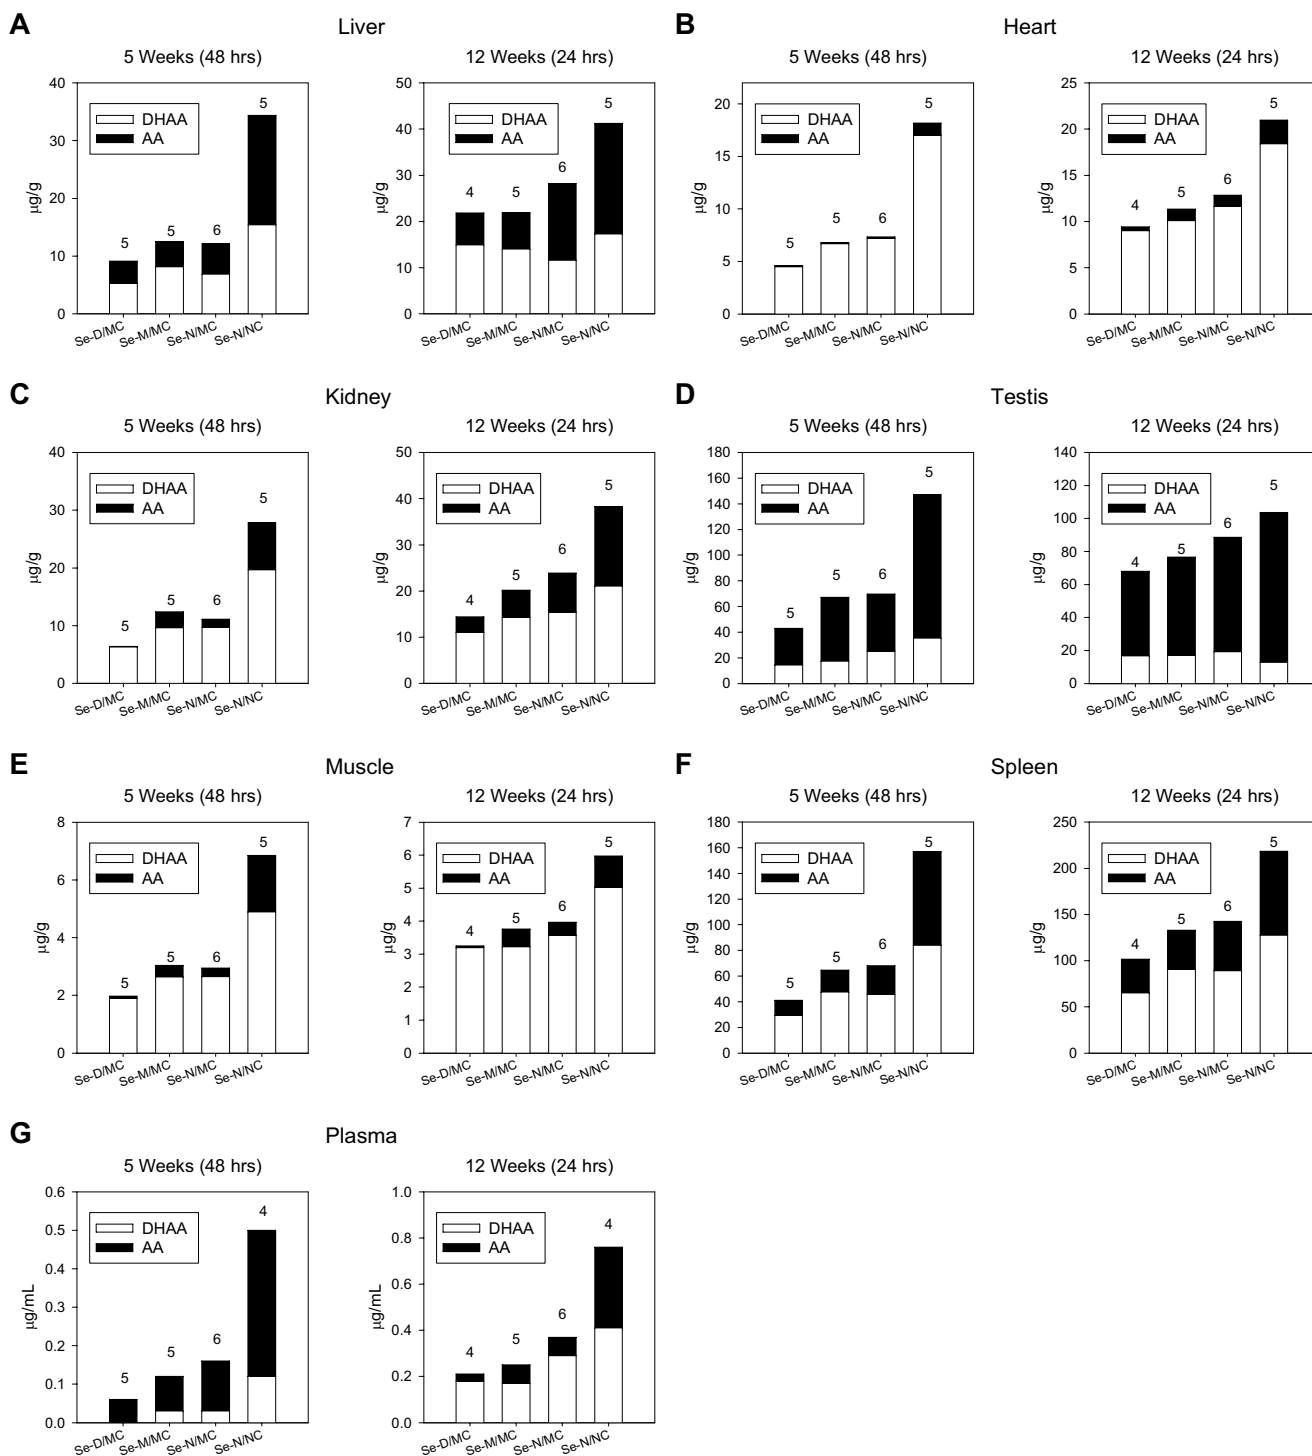 A
Liver
5 Weeks (48 hrs)
μg/g
40
30
20
10
0
DHAA
AA
5
5
6
5
Se-D/MC
Se-M/MC
Se-N/MC
Se-N/NC
12 Weeks (24 hrs)
μg/g
50
40
30
20
10
0
DHAA
AA
4
5
6
5
Se-D/MC
Se-M/MC
Se-N/MC
Se-N/NC
B
Heart
5 Weeks (48 hrs)
μg/g
20
15
10
5
0
DHAA
AA
5
5
6
5
Se-D/MC
Se-M/MC
Se-N/MC
Se-N/NC
12 Weeks (24 hrs)
μg/g
25
20
15
10
5
0
DHAA
AA
4
5
6
5
Se-D/MC
Se-M/MC
Se-N/MC
Se-N/NC
C
Kidney
5 Weeks (48 hrs)
μg/g
40
30
20
10
0
DHAA
AA
5
5
6
5
Se-D/MC
Se-M/MC
Se-N/MC
Se-N/NC
12 Weeks (24 hrs)
μg/g
50
40
30
20
10
0
DHAA
AA
4
5
6
5
Se-D/MC
Se-M/MC
Se-N/MC
Se-N/NC
D
Testis
5 Weeks (48 hrs)
μg/g
180
160
140
120
100
80
60
40
20
0
DHAA
AA
5
5
6
5
Se-D/MC
Se-M/MC
Se-N/MC
Se-N/NC
12 Weeks (24 hrs)
μg/g
140
120
100
80
60
40
20
0
DHAA
AA
4
5
6
5
Se-D/MC
Se-M/MC
Se-N/MC
Se-N/NC
E
Muscle
5 Weeks (48 hrs)
μg/g
8
6
4
2
0
DHAA
AA
5
5
6
5
Se-D/MC
Se-M/MC
Se-N/MC
Se-N/NC
12 Weeks (24 hrs)
μg/g
7
6
5
4
3
2
1
0
DHAA
AA
4
5
6
5
Se-D/MC
Se-M/MC
Se-N/MC
Se-N/NC
F
Spleen
5 Weeks (48 hrs)
μg/g
180
160
140
120
100
80
60
40
20
0
DHAA
AA
5
5
6
5
Se-D/MC
Se-M/MC
Se-N/MC
Se-N/NC
12 Weeks (24 hrs)
μg/g
250
200
150
100
50
0
DHAA
AA
4
5
6
5
Se-D/MC
Se-M/MC
Se-N/MC
Se-N/NC
G
Plasma
5 Weeks (48 hrs)
μg/mL
0.6
0.5
0.4
0.3
0.2
0.1
0.0
DHAA
AA
5
5
6
4
Se-D/MC
Se-M/MC
Se-N/MC
Se-N/NC
12 Weeks (24 hrs)
μg/mL
1.0
0.8
0.6
0.4
0.2
0.0
DHAA
AA
4
5
6
4
Se-D/MC
Se-M/MC
Se-N/MC
Se-N/NC